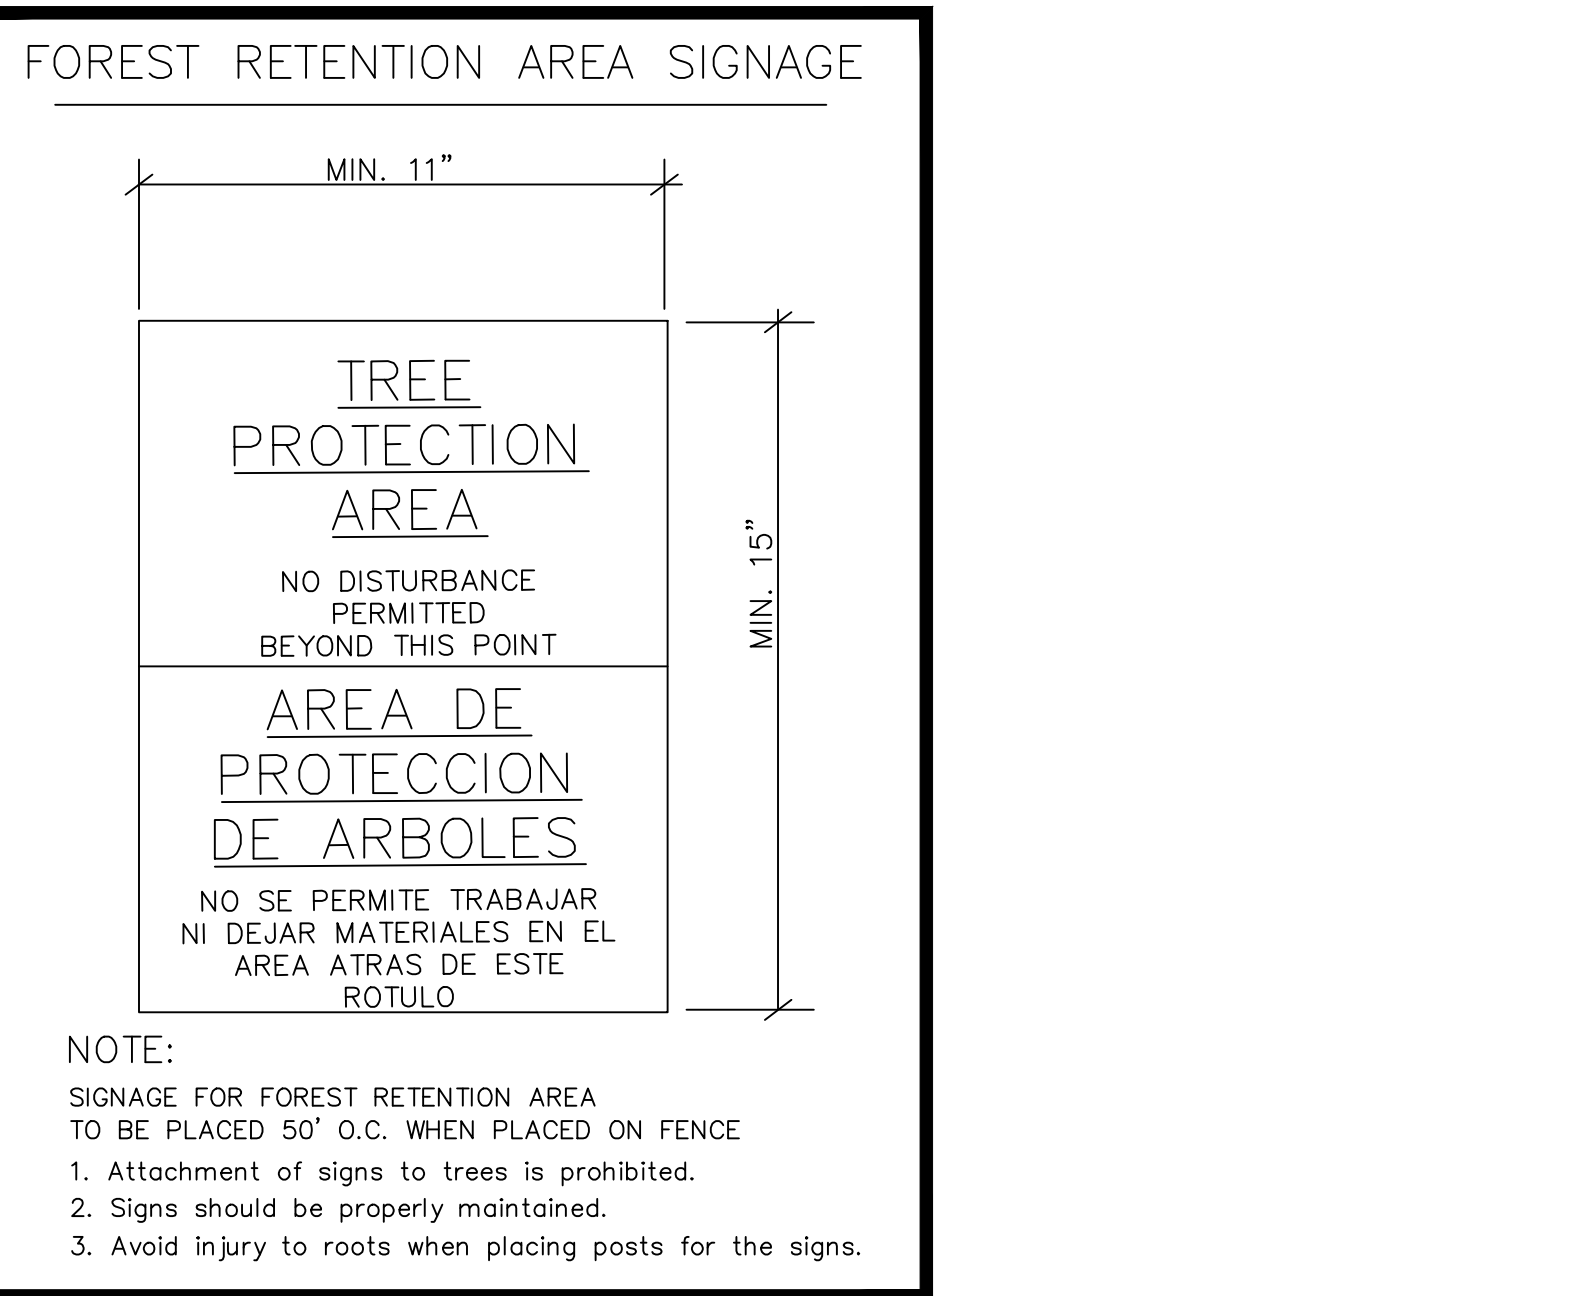 FOREST RETENTION AREA SIGNAGE
MIN. 11”
TREE
PROTECTION
AREA
NO DISTURBANCE
PERMITTED
BEYOND THIS POINT
MIN. 15”
AREA DE
PROTECCION
DE ARBOLES
NO SE PERMITE TRABAJAR
NI DEJAR MATERIALES EN EL
AREA ATRAS DE ESTE
ROTULO
NOTE:
SIGNAGE FOR FOREST RETENTION AREA
TO BE PLACED 50’ O.C. WHEN PLACED ON FENCE
1. Attachment of signs to trees is prohibited.
2. Signs should be properly maintained.
3. Avoid injury to roots when placing posts for the signs.